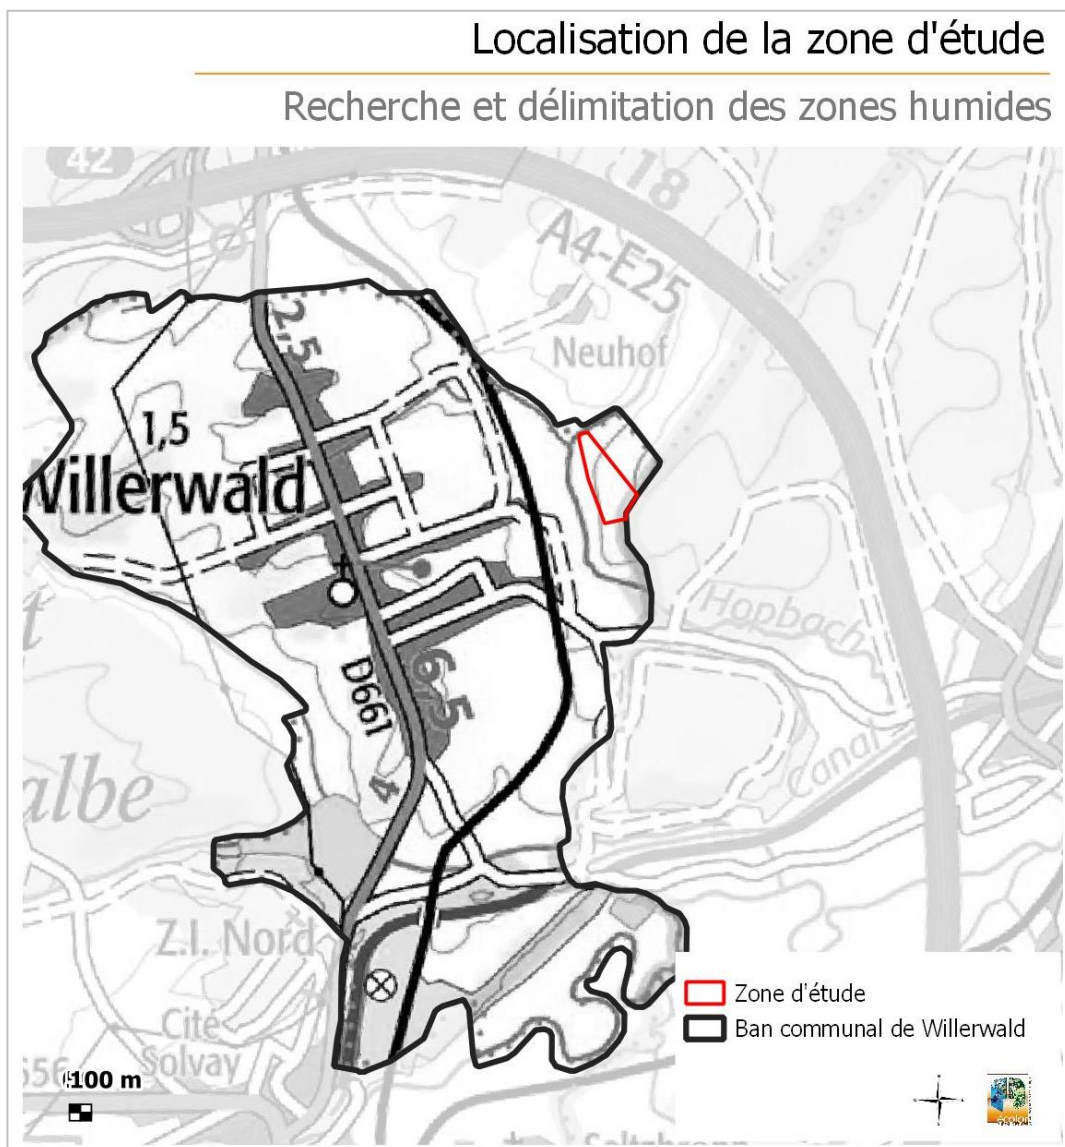 Localisation de la zone d'étude
Recherche et délimitation des zones humides
42
18
A4-E25
2,5
Neuhof
1,5
Willerwald
Hopbach
D661
6,5
Canal
4
albe
Z.I. Nord
Zone d'étude
Ban communal de Willerwald
Cité
Solvay
100 m
écolor
Saltzbronn